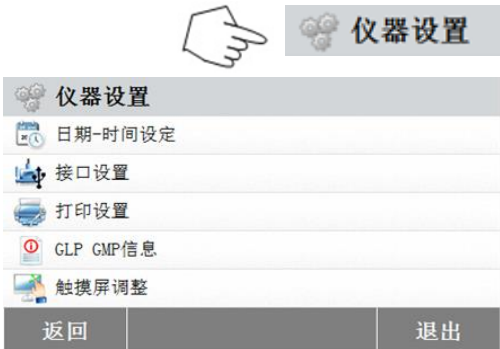 仪器设置
仪器设置
日期-时间设定
接口设置
打印设置
GLP GMP信息
触摸屏调整
返回
退出